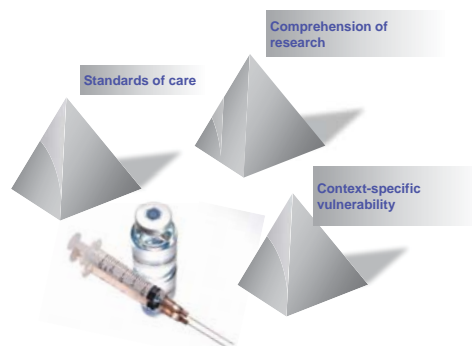 Comprehension of
research
Standards of care
Context-specific
vulnerability